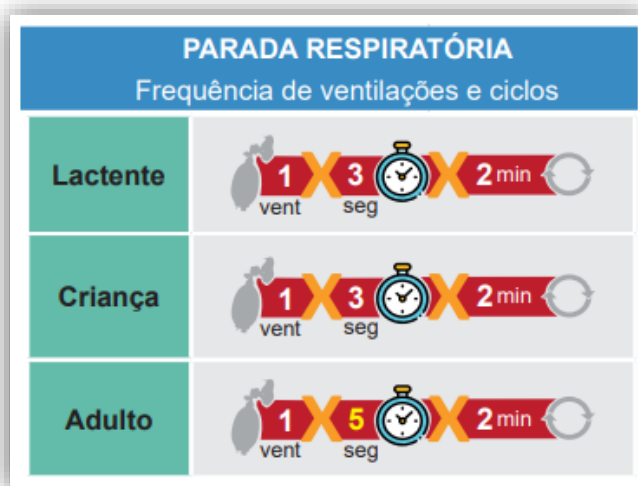 PARADA RESPIRATÓRIA
Frequência de ventilações e ciclos
Lactente
1 X 3 X 2 min
vent seg
Criança
1 X 3 X 2 min
vent seg
Adulto
1 X 5 X 2 min
vent seg